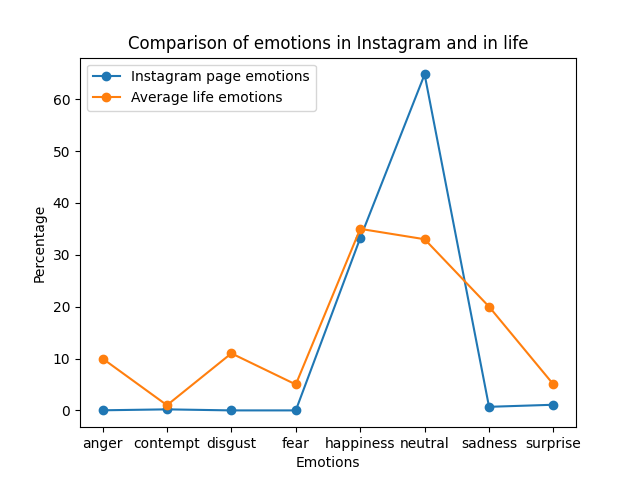 Comparison of emotions in Instagram and in life
Instagram page emotions
Average life emotions
Percentage
60
50
40
30
20
10
0
anger contempt disgust fear happiness neutral sadness surprise
Emotions